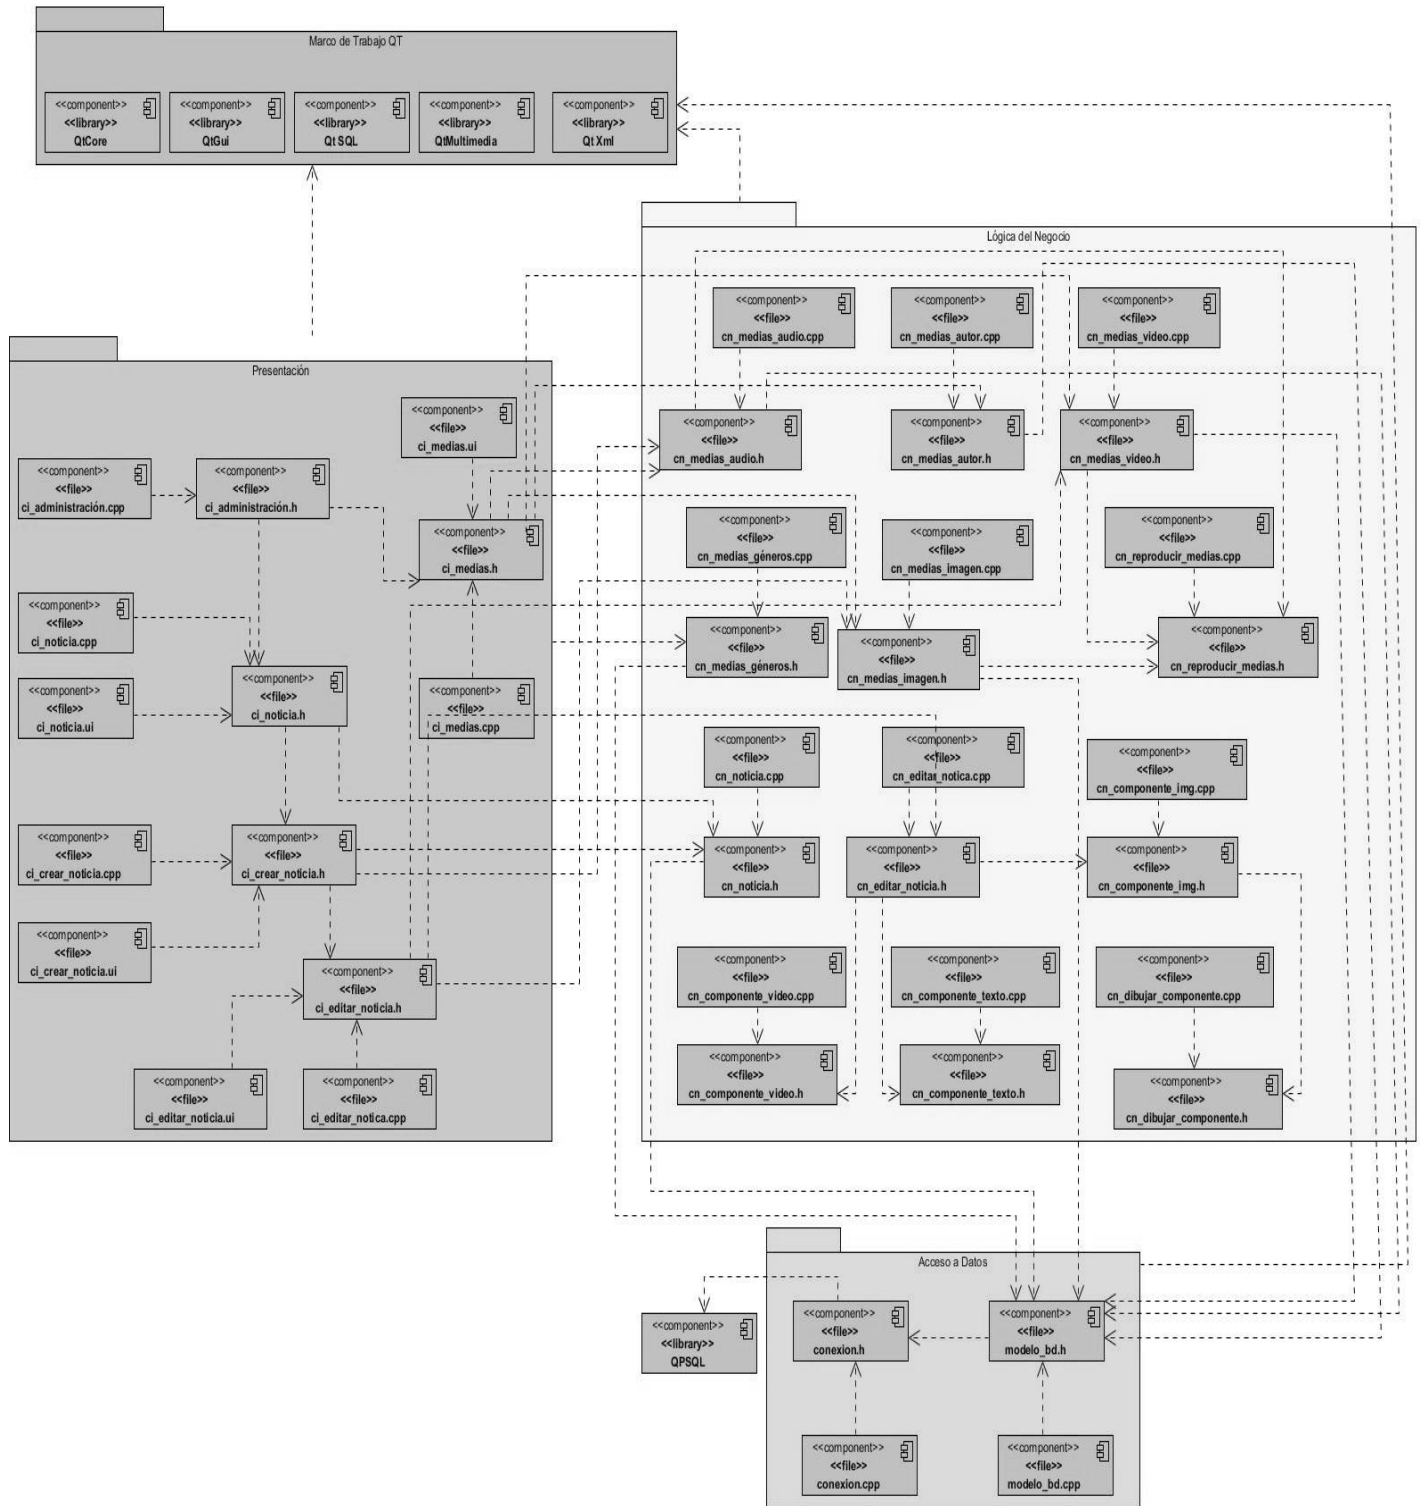 Marco de Trabajo QT
<<component>>
<<library>>
QtCore
<<component>>
<<library>>
QtGui
<<component>>
<<library>>
Qt SQL
<<component>>
<<library>>
QtMultimedia
<<component>>
<<library>>
Qt Xml
Presentación
<<component>>
<<file>>
ci_medias.ui
<<component>>
<<file>>
ci_administración.cpp
<<component>>
<<file>>
ci_administración.h
<<component>>
<<file>>
ci_medias.h
<<component>>
<<file>>
ci_noticia.cpp
<<component>>
<<file>>
ci_noticia.h
<<component>>
<<file>>
ci_noticia.ui
<<component>>
<<file>>
ci_medias.cpp
<<component>>
<<file>>
ci_crear_noticia.cpp
<<component>>
<<file>>
ci_crear_noticia.h
<<component>>
<<file>>
ci_crear_noticia.ui
<<component>>
<<file>>
ci_editar_noticia.h
<<component>>
<<file>>
ci_editar_noticia.ui
<<component>>
<<file>>
ci_editar_notica.cpp
Lógica del Negocio
<<component>>
<<file>>
cn_medias_audio.cpp
<<component>>
<<file>>
cn_medias_autor.cpp
<<component>>
<<file>>
cn_medias_video.cpp
<<component>>
<<file>>
cn_medias_audio.h
<<component>>
<<file>>
cn_medias_autor.h
<<component>>
<<file>>
cn_medias_video.h
<<component>>
<<file>>
cn_medias_géneros.cpp
<<component>>
<<file>>
cn_medias_imagen.cpp
<<component>>
<<file>>
cn_reproducir_medias.cpp
<<component>>
<<file>>
cn_medias_géneros.h
<<component>>
<<file>>
cn_medias_imagen.h
<<component>>
<<file>>
cn_reproducir_medias.h
<<component>>
<<file>>
cn_noticia.cpp
<<component>>
<<file>>
cn_editar_notica.cpp
<<component>>
<<file>>
cn_componente_img.cpp
<<component>>
<<file>>
cn_noticia.h
<<component>>
<<file>>
cn_editar_noticia.h
<<component>>
<<file>>
cn_componente_img.h
<<component>>
<<file>>
cn_componente_video.cpp
<<component>>
<<file>>
cn_componente_texto.cpp
<<component>>
<<file>>
cn_dibujar_componente.cpp
<<component>>
<<file>>
cn_componente_video.h
<<component>>
<<file>>
cn_componente_texto.h
<<component>>
<<file>>
cn_dibujar_componente.h
Acceso a Datos
<<component>>
<<library>>
QPSQL
<<component>>
<<file>>
conexion.h
<<component>>
<<file>>
modelo_bd.h
<<component>>
<<file>>
conexion.cpp
<<component>>
<<file>>
modelo_bd.cpp